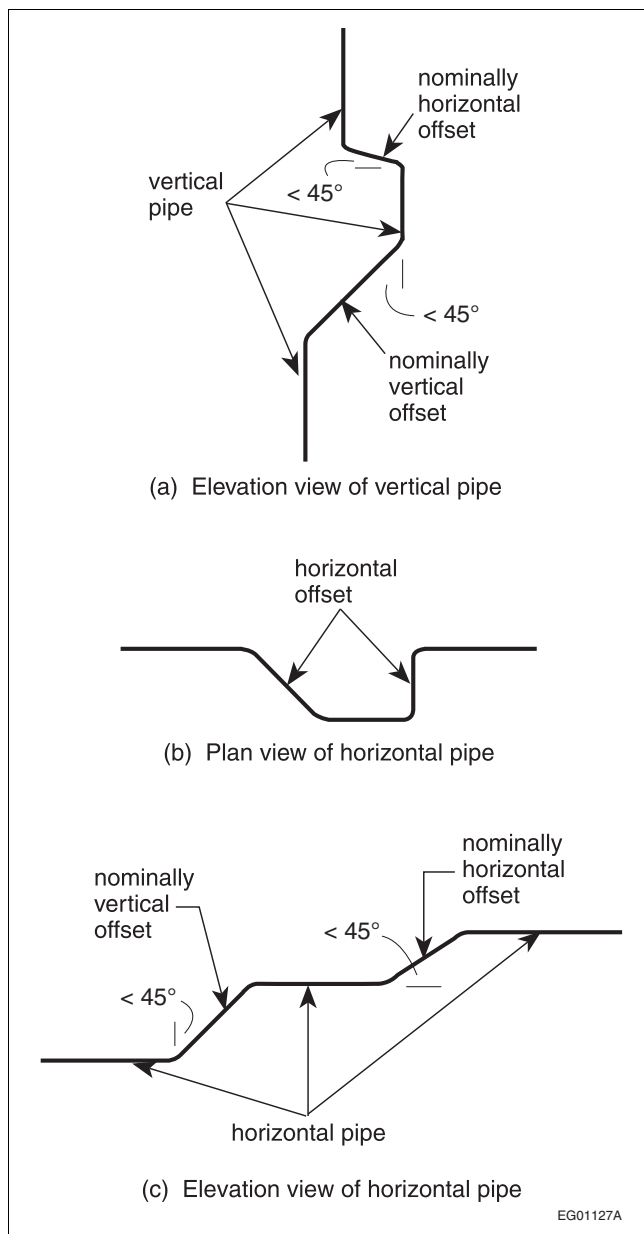 nominally
horizontal
offset
vertical
pipe
< 45°
< 45°
nominally
vertical
offset
(a) Elevation view of vertical pipe
horizontal
offset
(b) Plan view of horizontal pipe
nominally
vertical
offset
nominally
horizontal
offset
< 45°
< 45°
horizontal pipe
(c) Elevation view of horizontal pipe
EG01127A